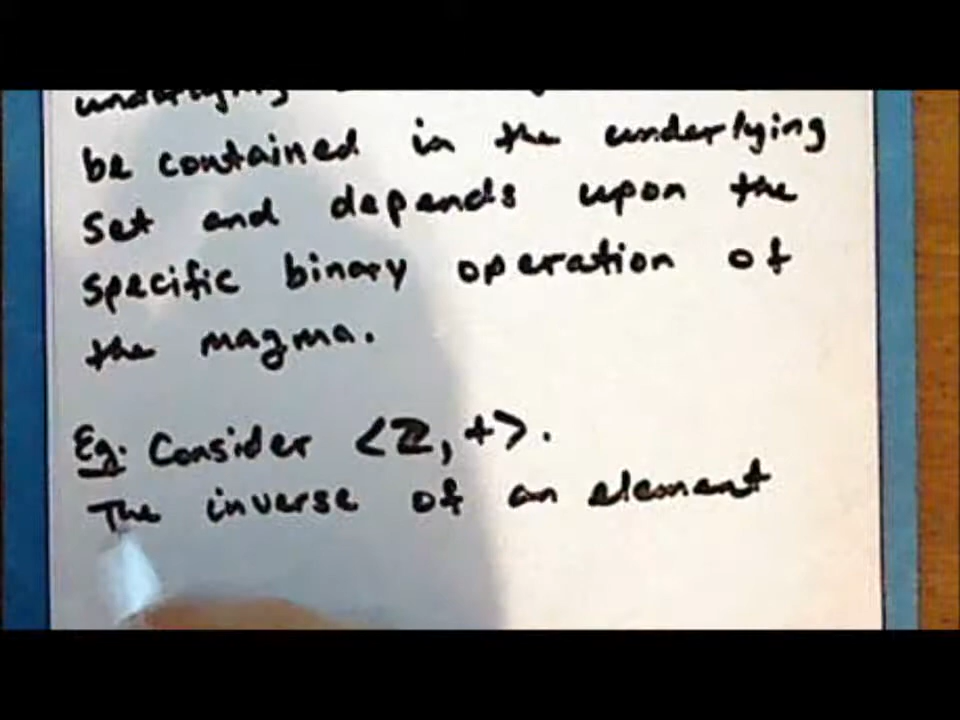 underlying
be contained in the underlying
set and depends upon the
specific binary operation of
the magma.
Eg. Consider <ℤ, +>.
The inverse of an element